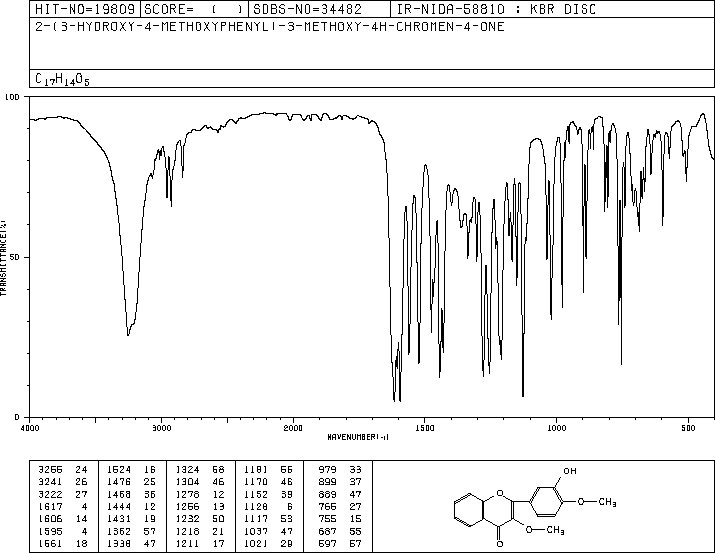 HIT-NO=19809 SCORE= ( ) SDBS-NO=34482 IR-NIDA-58810 : KBR DISC
2-(3-HYDROXY-4-METHOXYPHENYL)-3-METHOXY-4H-CHROMEN-4-ONE
C17H14O5
100
50
0
TRANSMITTANCE(%)
4000 3000 2000 1500 1000 500
WAVENUMBER(-1)
3266 24 1524 16 1324 68 1181 66 979 33
3241 26 1476 25 1304 46 1170 46 899 37
3222 27 1468 36 1278 12 1152 39 889 47
1617 4 1444 12 1256 13 1128 6 766 27
1606 14 1431 19 1232 50 1117 53 755 15
1595 4 1362 57 1218 21 1037 47 687 55
1561 18 1338 47 1211 17 1021 29 597 57
OH
O
O CH3
O CH3
O